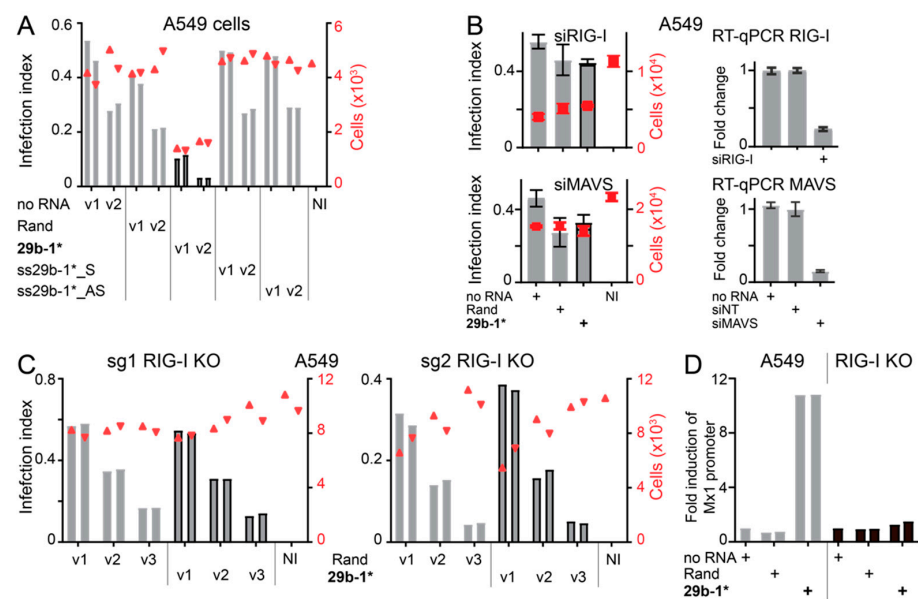 A
A549 cells
Infefction index
0.6
0.4
0.2
0
6
4
2
0
Cells (x10³)
no RNA v1 v2 NI
Rand v1 v2
29b-1* v1 v2
ss29b-1*_S v1 v2
ss29b-1*_AS v1 v2
B
A549
siRIG-I
Infection index
0.4
0
1
0
Cells (x10⁴)
siMAVS
Infection index
0.4
0
2
1
0
Cells (x10⁴)
no RNA + NI
Rand +
29b-1* +
RT-qPCR RIG-I
Fold change
1
0
siRIG-I +
RT-qPCR MAVS
Fold change
1
0
no RNA +
siNT +
siMAVS +
C
sg1 RIG-I KO
A549
sg2 RIG-I KO
Infefction index
0.8
0.4
0
12
8
4
0
0.4
0.2
0
12
8
4
0
Cells (x10³)
Rand v1 v2 v3 NI v1 v2 v3 NI
29b-1* v1 v2 v3 v1 v2 v3
D
A549
RIG-I KO
Fold induction of
Mx1 promoter
12
8
4
0
no RNA + +
Rand + +
29b-1* + +